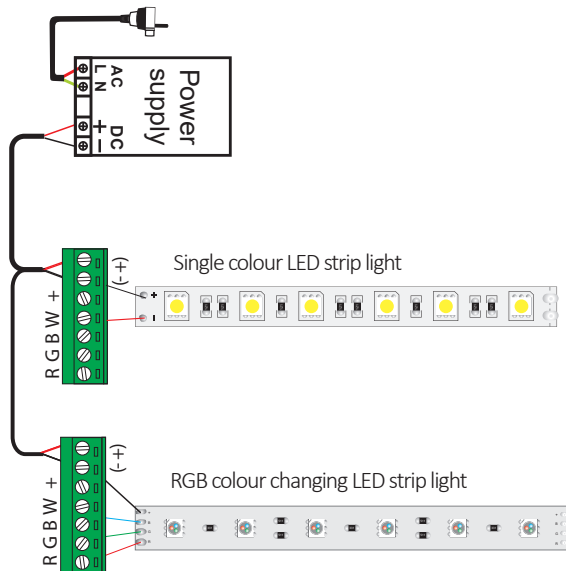 Power
supply
AC
L N
DC
+ −
(+-)
R G B W +
Single colour LED strip light
+
-
(+-)
R G B W +
RGB colour changing LED strip light